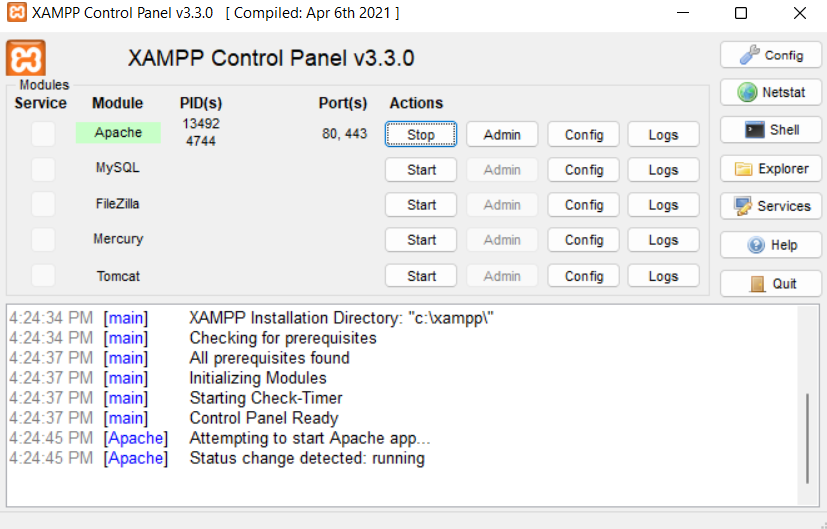 XAMPP Control Panel v3.3.0 [ Compiled: Apr 6th 2021 ]
XAMPP Control Panel v3.3.0
Config
Modules
Service Module PID(s) Port(s) Actions
Netstat
Apache 13492 4744 80, 443 Stop Admin Config Logs
Shell
MySQL Start Admin Config Logs
Explorer
FileZilla Start Admin Config Logs
Services
Mercury Start Admin Config Logs
Help
Tomcat Start Admin Config Logs
Quit
4:24:34 PM [main] XAMPP Installation Directory: "c:\xampp\"
4:24:34 PM [main] Checking for prerequisites
4:24:37 PM [main] All prerequisites found
4:24:37 PM [main] Initializing Modules
4:24:37 PM [main] Starting Check-Timer
4:24:37 PM [main] Control Panel Ready
4:24:45 PM [Apache] Attempting to start Apache app...
4:24:45 PM [Apache] Status change detected: running